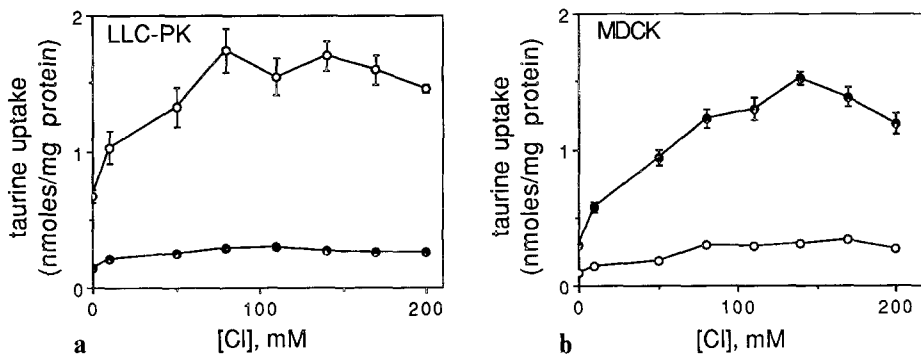 LLC-PK
taurine uptake
(nmoles/mg protein)
2
1
0
0
100
200
[Cl], mM
a
MDCK
taurine uptake
(nmoles/mg protein)
2
1
0
0
100
200
[Cl], mM
b